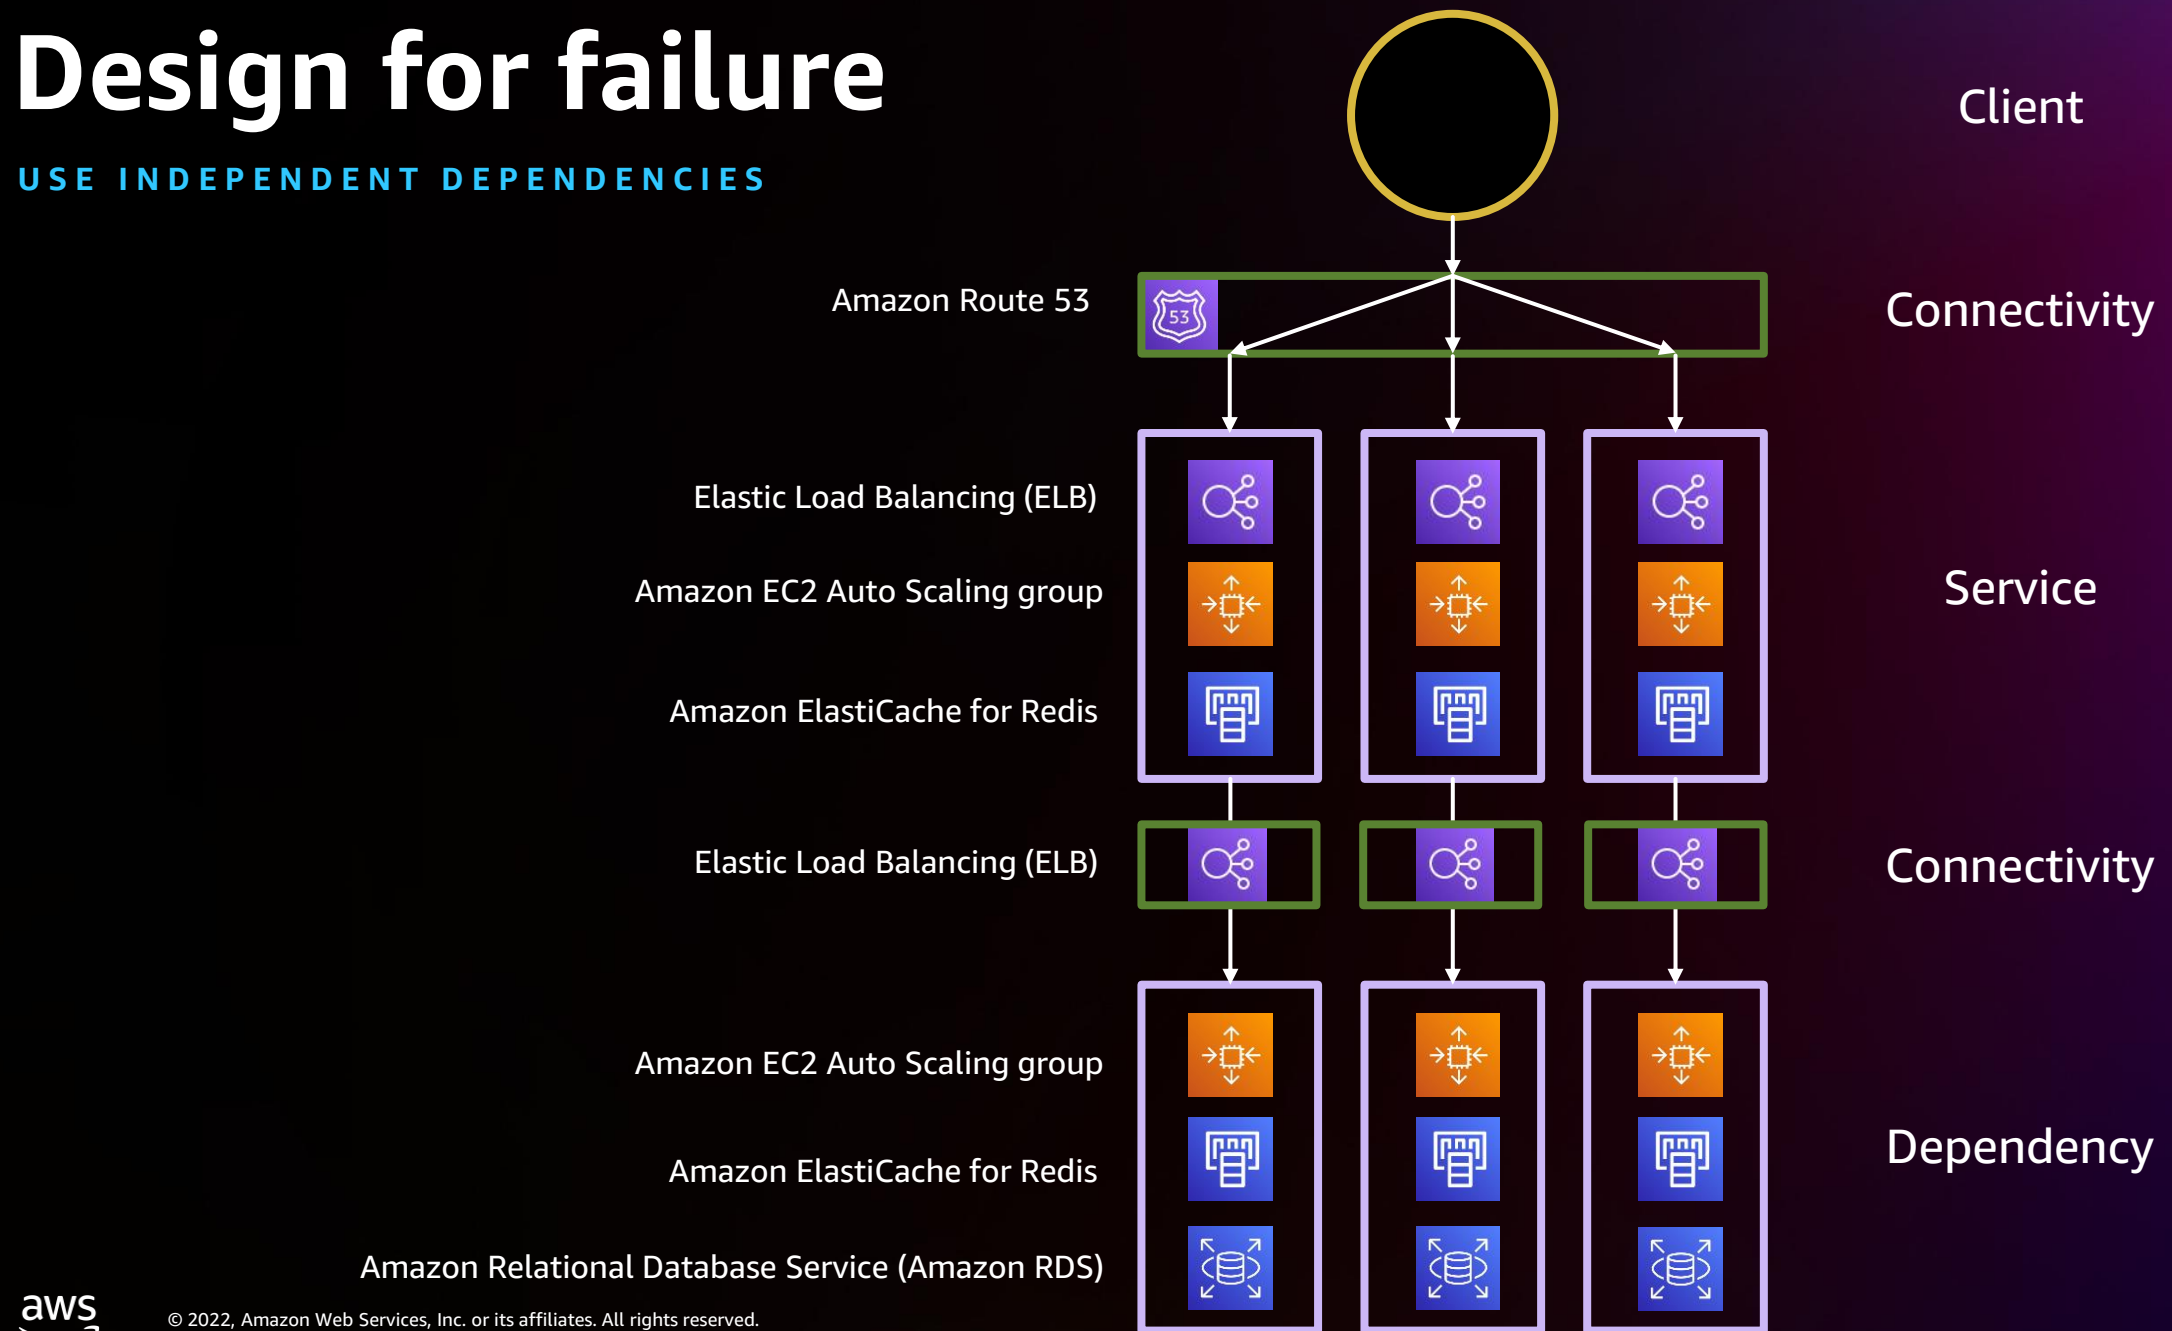 Design for failure
USE INDEPENDENT DEPENDENCIES
Client
Amazon Route 53
53
Connectivity
Elastic Load Balancing (ELB)
Amazon EC2 Auto Scaling group
Service
Amazon ElastiCache for Redis
Elastic Load Balancing (ELB)
Connectivity
Amazon EC2 Auto Scaling group
Dependency
Amazon ElastiCache for Redis
Amazon Relational Database Service (Amazon RDS)
aws
© 2022, Amazon Web Services, Inc. or its affiliates. All rights reserved.